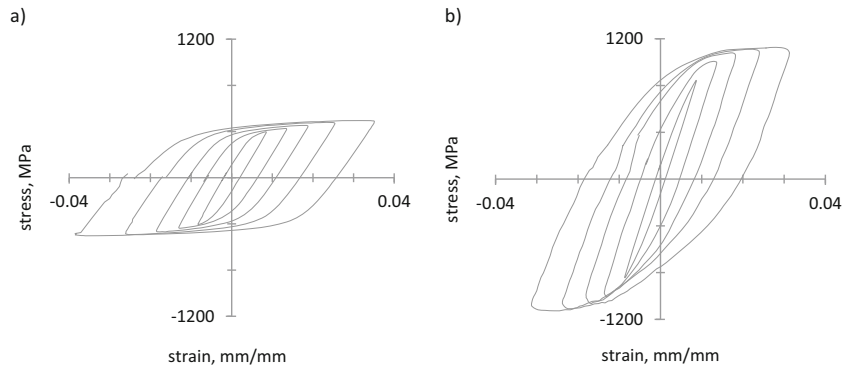 a)
1200
stress, MPa
-0.04
0.04
-1200
strain, mm/mm
b)
1200
stress, MPa
-0.04
0.04
-1200
strain, mm/mm